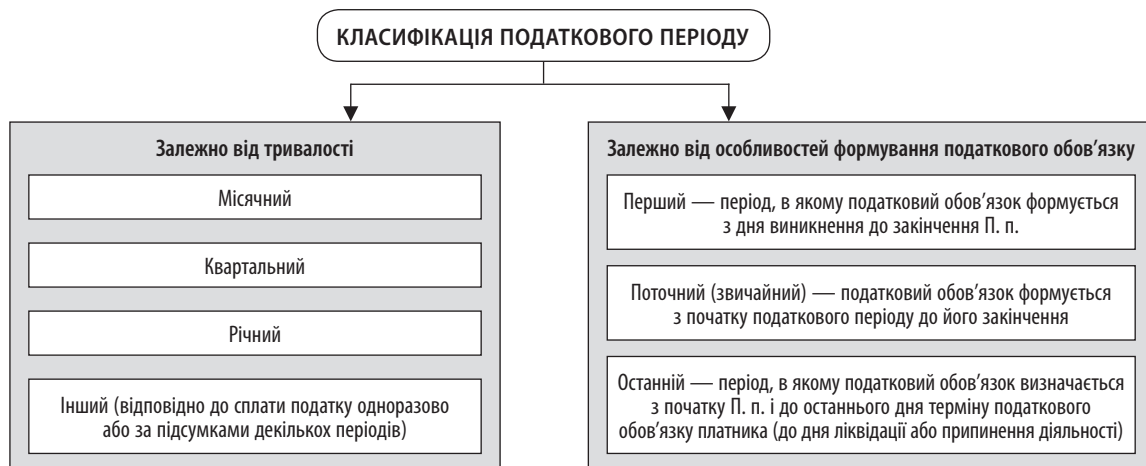 КЛАСИФІКАЦІЯ ПОДАТКОВОГО ПЕРІОДУ
Залежно від тривалості
Місячний
Квартальний
Річний
Інший (відповідно до сплати податку одноразово
або за підсумками декількох періодів)
Залежно від особливостей формування податкового обов’язку
Перший — період, в якому податковий обов’язок формується
з дня виникнення до закінчення П. п.
Поточний (звичайний) — податковий обов’язок формується
з початку податкового періоду до його закінчення
Останній — період, в якому податковий обов’язок визначається
з початку П. п. і до останнього дня терміну податкового
обов’язку платника (до дня ліквідації або припинення діяльності)